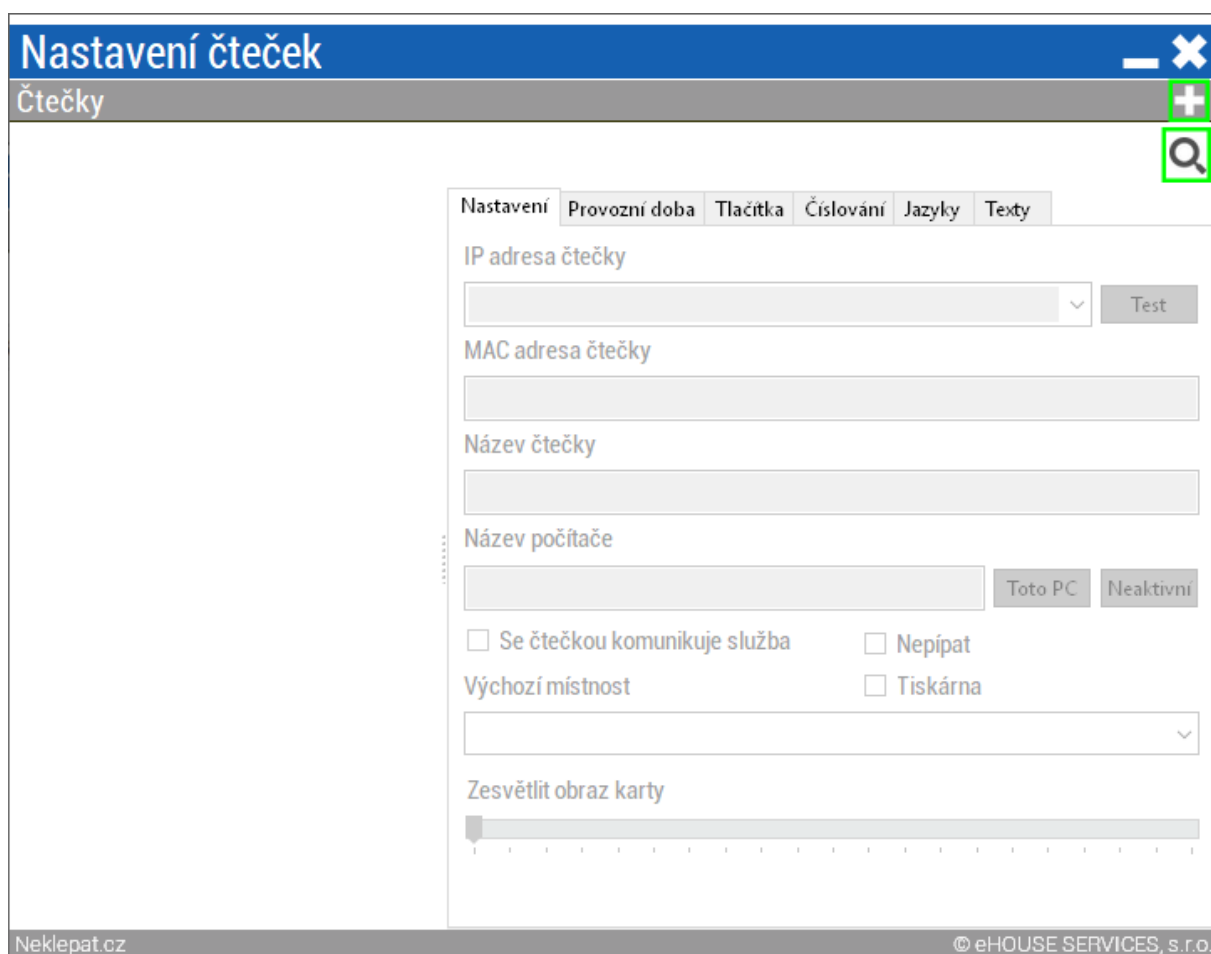 Nastavení čteček
Čtečky
Nastavení Provozní doba Tlačítka Číslování Jazyky Texty
IP adresa čtečky
Test
MAC adresa čtečky
Název čtečky
Název počítače
Toto PC Neaktivní
Se čtečkou komunikuje služba Nepípat
Výchozí místnost Tiskárna
Zesvětlit obraz karty
Neklepat.cz © eHOUSE SERVICES, s.r.o.